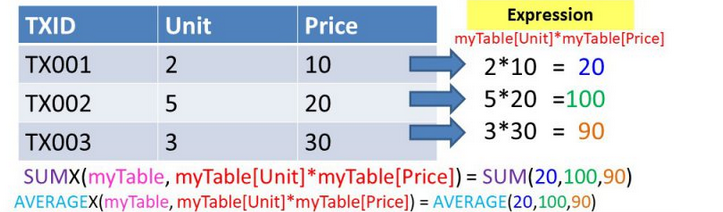 TXID Unit Price Expression
myTable[Unit]*myTable[Price]
TX001 2 10 2*10 = 20
TX002 5 20 5*20 =100
TX003 3 30 3*30 = 90
SUMX(myTable, myTable[Unit]*myTable[Price]) = SUM(20,100,90)
AVERAGEX(myTable, myTable[Unit]*myTable[Price]) = AVERAGE(20,100,90)